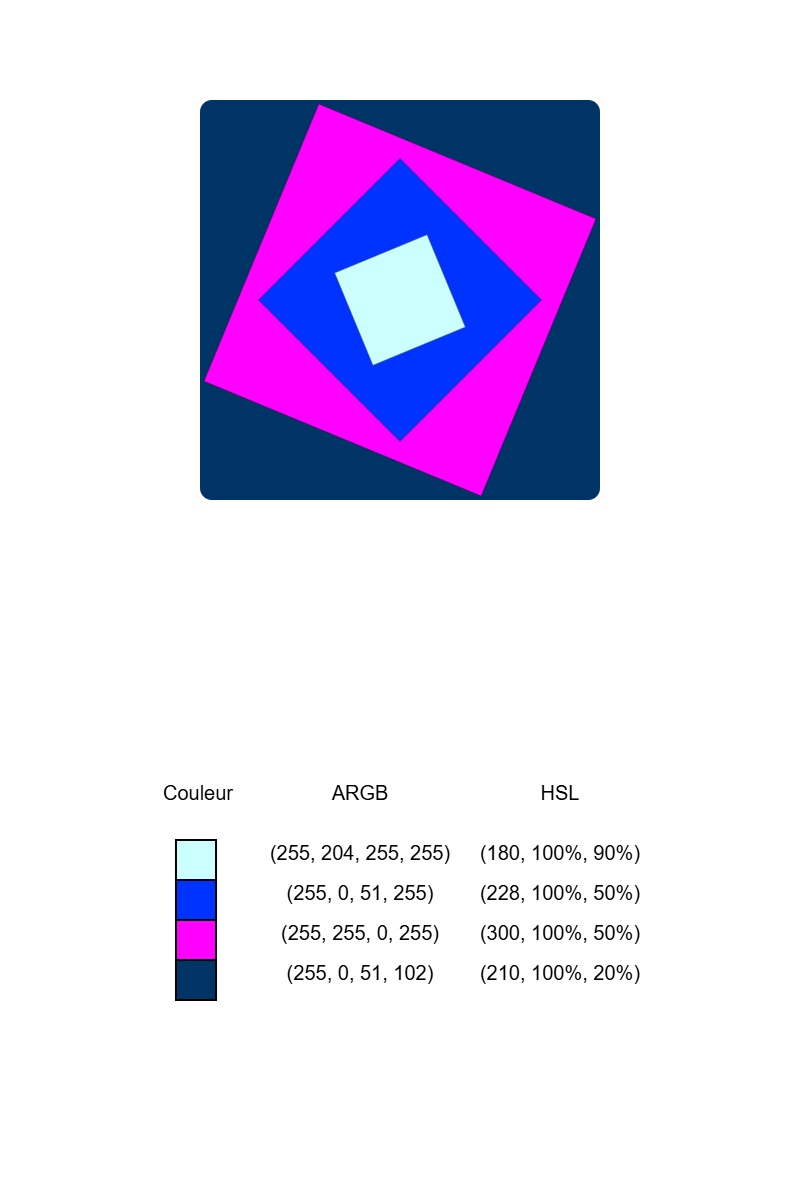 Couleur ARGB HSL
(255, 204, 255, 255) (180, 100%, 90%)
(255, 0, 51, 255) (228, 100%, 50%)
(255, 255, 0, 255) (300, 100%, 50%)
(255, 0, 51, 102) (210, 100%, 20%)